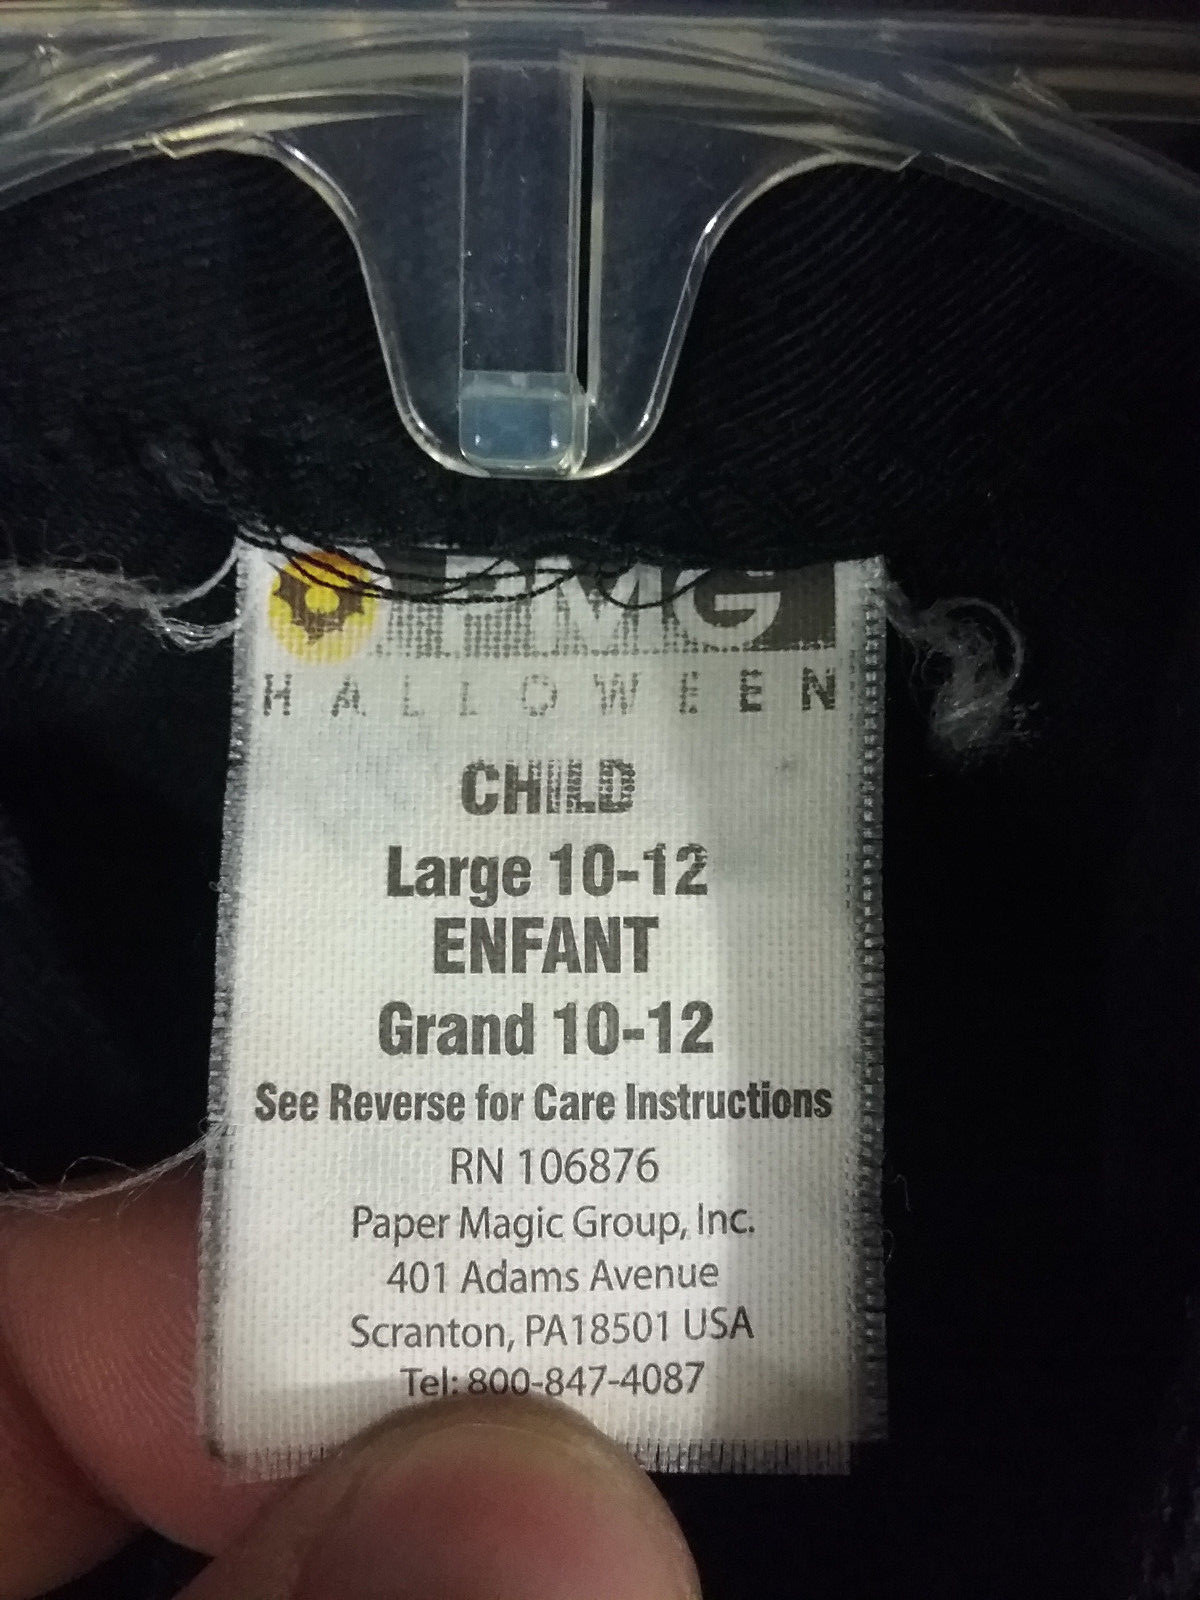 PMG
HALLOWEEN
CHILD
Large 10-12
ENFANT
Grand 10-12
See Reverse for Care Instructions
RN 106876
Paper Magic Group, Inc.
401 Adams Avenue
Scranton, PA18501 USA
Tel: 800-847-4087